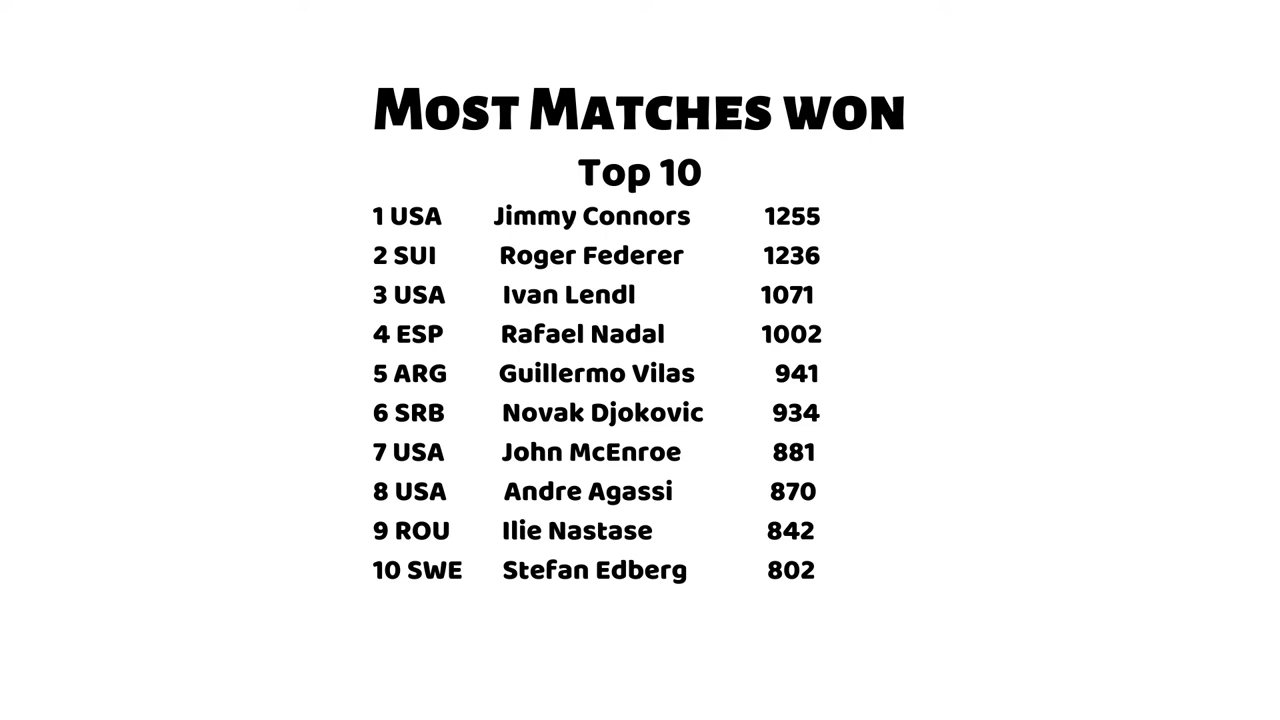 Most Matches won
Top 10
1 USA Jimmy Connors 1255
2 SUI Roger Federer 1236
3 USA Ivan Lendl 1071
4 ESP Rafael Nadal 1002
5 ARG Guillermo Vilas 941
6 SRB Novak Djokovic 934
7 USA John McEnroe 881
8 USA Andre Agassi 870
9 ROU Ilie Nastase 842
10 SWE Stefan Edberg 802